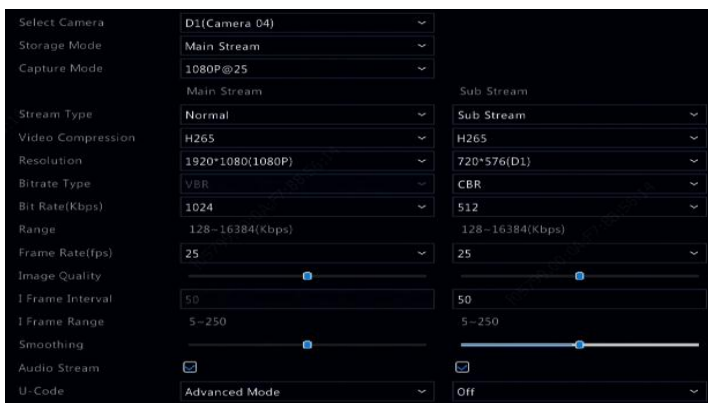 Select Camera D1(Camera 04)
Storage Mode Main Stream
Capture Mode 1080P@25
Main Stream Sub Stream
Stream Type Normal Sub Stream
Video Compression H265 H265
Resolution 1920*1080(1080P) 720*576(D1)
Bitrate Type VBR CBR
Bit Rate(Kbps) 1024 512
Range 128~16384(Kbps) 128~16384(Kbps)
Frame Rate(fps) 25 25
Image Quality
I Frame Interval 50 50
I Frame Range 5~250 5~250
Smoothing
Audio Stream
U-Code Advanced Mode Off